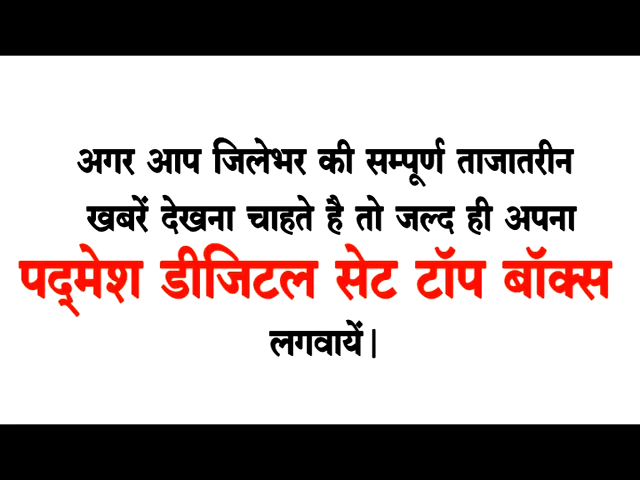 अगर आप जिलेभर की सम्पूर्ण ताजातरीन
खबरें देखना चाहते है तो जल्द ही अपना
पद्‌मेश डीजिटल सेट टॉप बॉक्स
लगवायें।